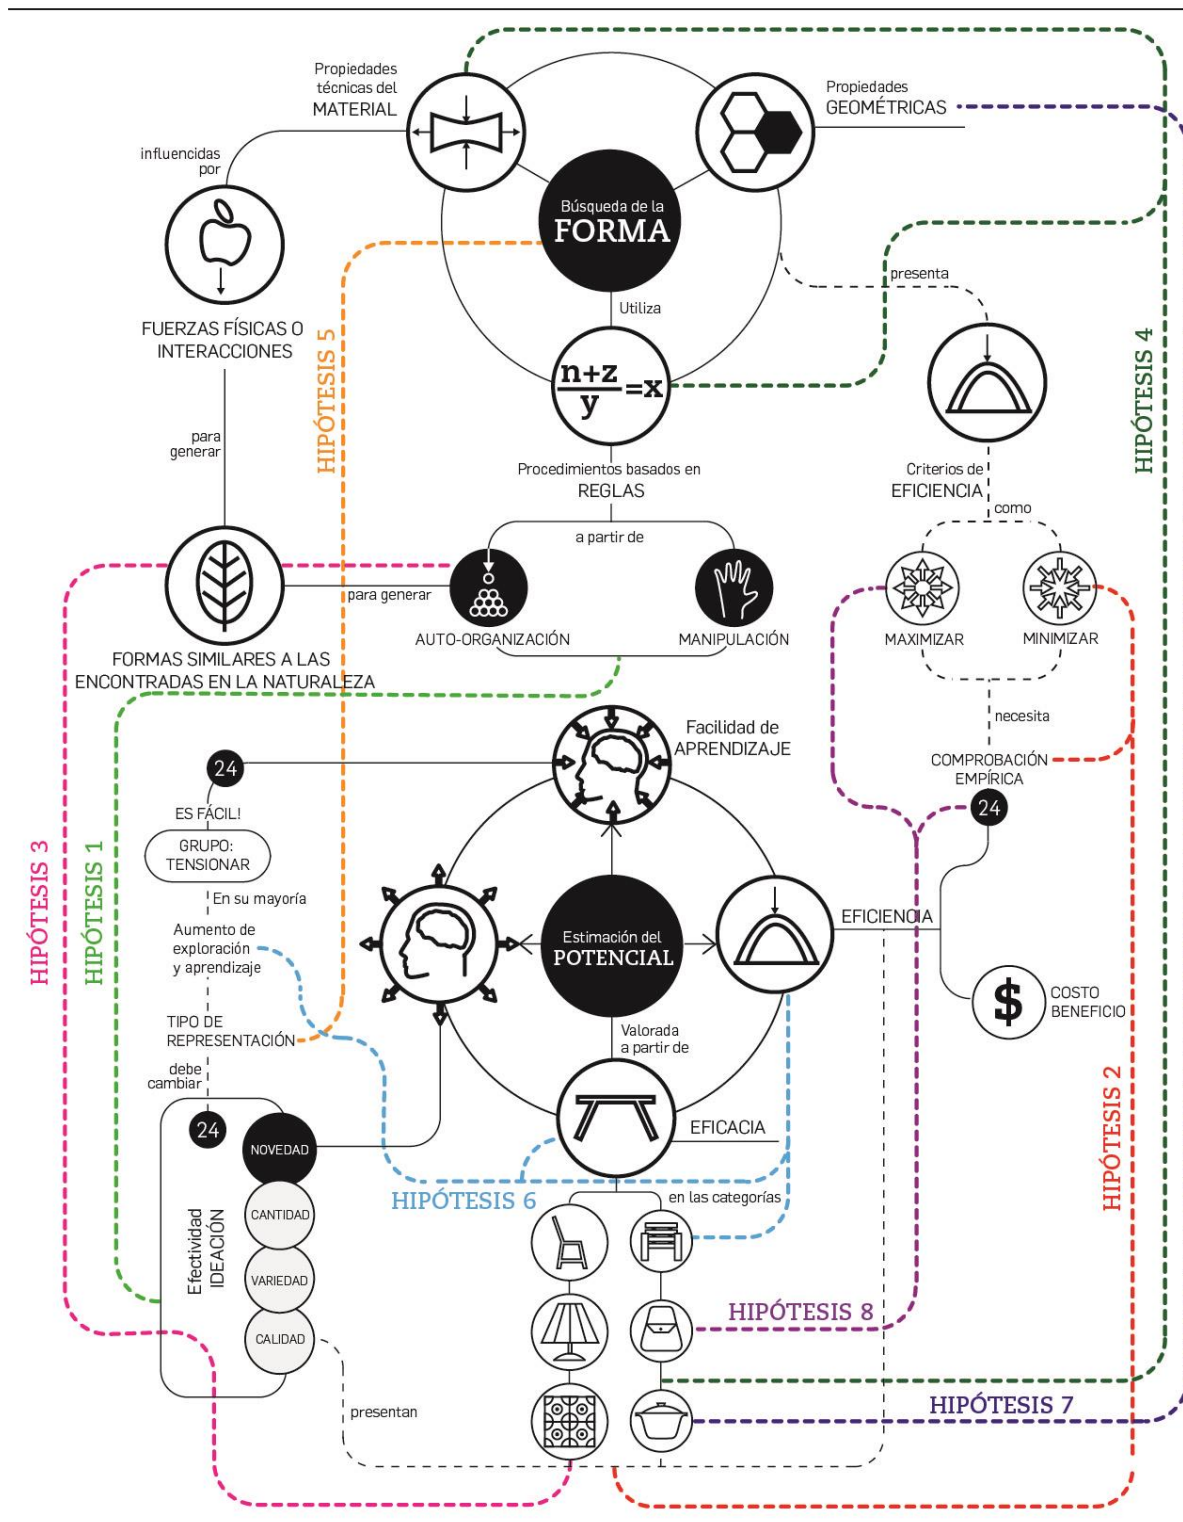 Propiedades
técnicas del
MATERIAL
Propiedades
GEOMÉTRICAS
influencidas
por
Búsqueda de la
FORMA
presenta
Utiliza
FUERZAS FÍSICAS O
INTERACCIONES
HIPÓTESIS 5
HIPÓTESIS 4
n+z
y
=x
para
generar
Procedimientos basados en
REGLAS
Criterios de
EFICIENCIA
como
a partir de
para generar
AUTO-ORGANIZACIÓN
MANIPULACIÓN
MAXIMIZAR
MINIMIZAR
FORMAS SIMILARES A LAS
ENCONTRADAS EN LA NATURALEZA
necesita
Facilidad de
APRENDIZAJE
COMPROBACIÓN
EMPÍRICA
24
24
ES FÁCIL!
GRUPO:
TENSIONAR
HIPÓTESIS 3
HIPÓTESIS 1
En su mayoría
Aumento de
exploración
y aprendizaje
Estimación del
POTENCIAL
EFICIENCIA
$
COSTO
BENEFICIO
TIPO DE
REPRESENTACIÓN
Valorada
a partir de
debe
cambiar
HIPÓTESIS 2
24
NOVEDAD
EFICACIA
HIPÓTESIS 6
en las categorías
CANTIDAD
Efectividad
IDEACIÓN
VARIEDAD
CALIDAD
HIPÓTESIS 8
presentan
HIPÓTESIS 7